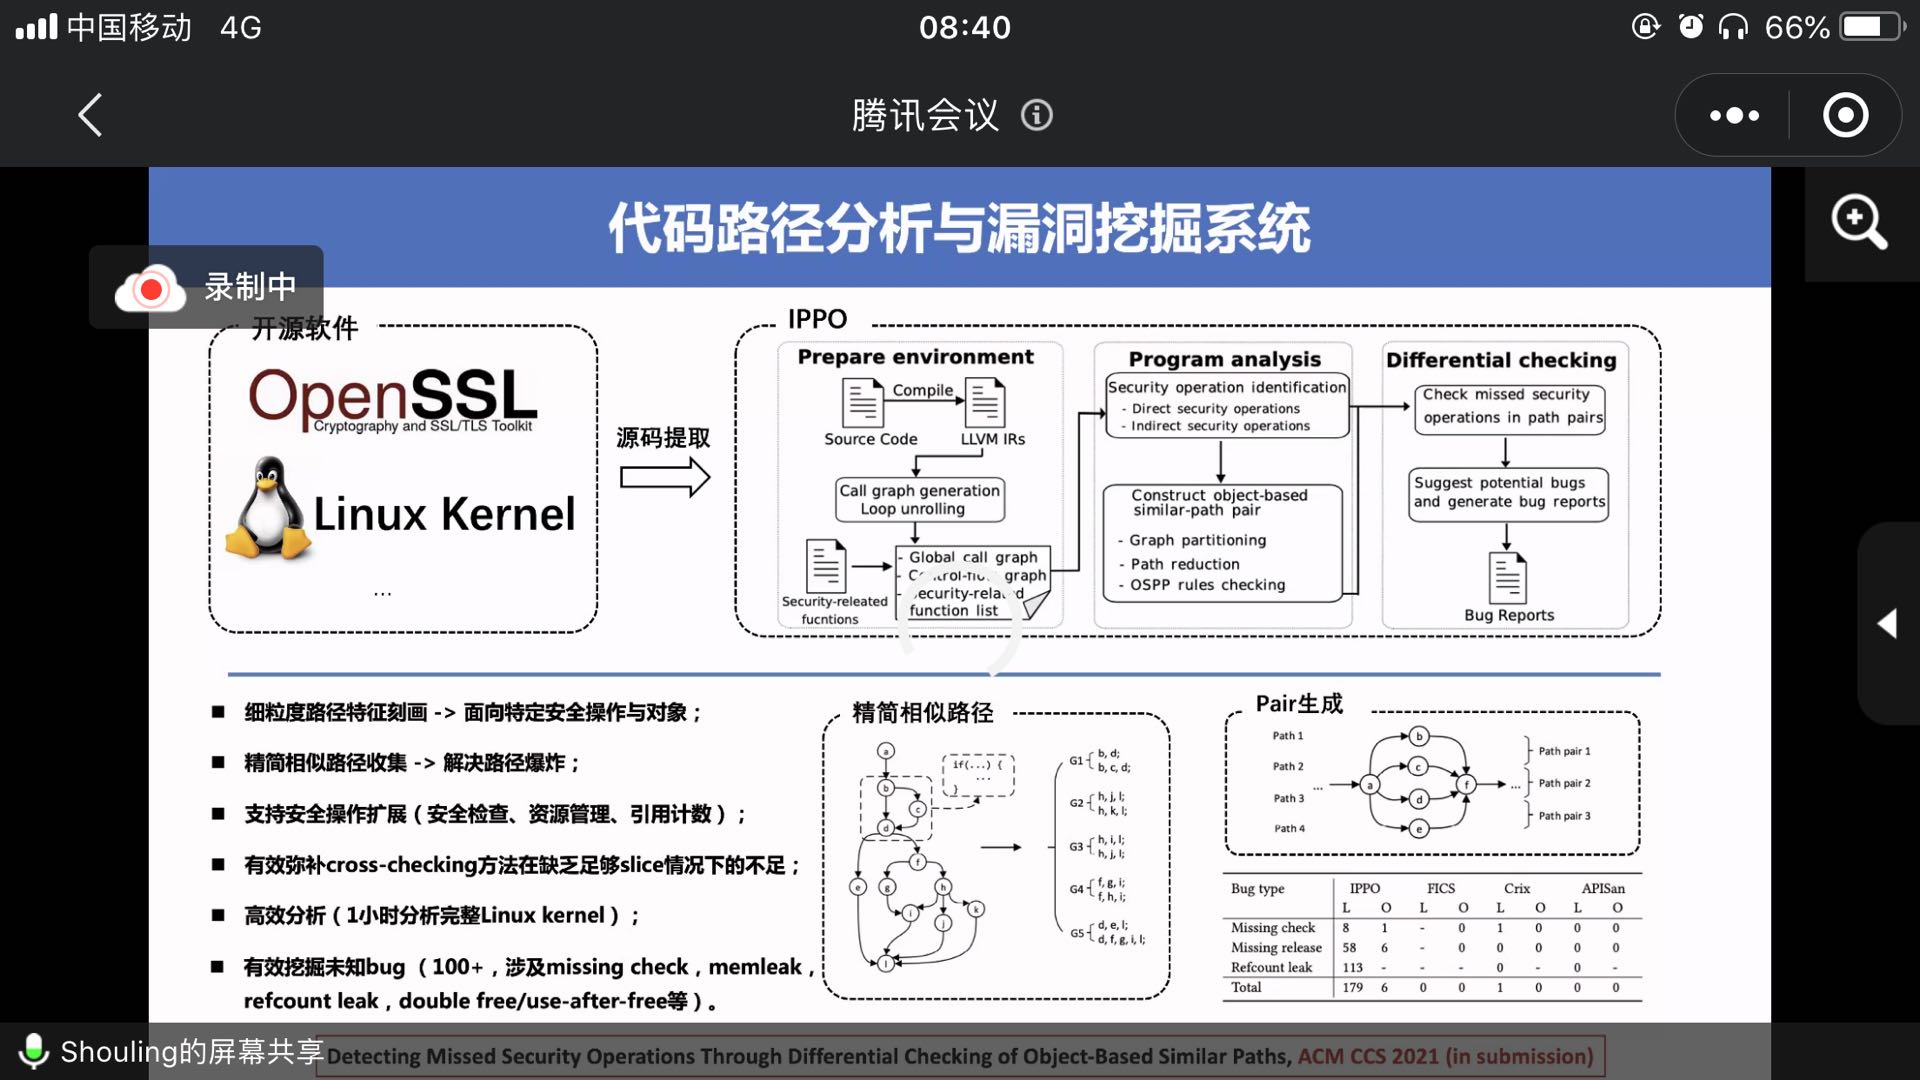 中国移动 4G
08:40
66%
腾讯会议
代码路径分析与漏洞挖掘系统
录制中
开源软件
OpenSSL
Cryptography and SSL/TLS Toolkit
Linux Kernel
...
源码提取
IPPO
Prepare environment
Compile
Source Code
LLVM IRs
Call graph generation
Loop unrolling
Security-releated
fucntions
- Global call graph
- Control-flow graph
- Security-related
function list
Program analysis
Security operation identification
- Direct security operations
- Indirect security operations
Construct object-based
similar-path pair
- Graph partitioning
- Path reduction
- OSPP rules checking
Differential checking
Check missed security
operations in path pairs
Suggest potential bugs
and generate bug reports
Bug Reports
■ 细粒度路径特征刻画 -> 面向特定安全操作与对象；
■ 精简相似路径收集 -> 解决路径爆炸；
■ 支持安全操作扩展（安全检查、资源管理、引用计数）；
■ 有效弥补cross-checking方法在缺乏足够slice情况下的不足；
■ 高效分析（1小时分析完整Linux kernel）；
■ 有效挖掘未知bug（100+，涉及missing check，memleak，
refcount leak，double free/use-after-free等）。
精简相似路径
a
b
c
d
f
e
g
h
i
j
k
l
if(...) {
...
}
G1 { b, d;
b, c, d;
G2 { h, j, l;
h, k, l;
G3 { h, i, l;
h, j, l;
G4 { f, g, i;
f, h, i;
G5 { d, e, l;
d, f, g, i, l;
Pair生成
Path 1
Path 2
Path 3
Path 4
...
a
b
c
d
e
f
...
Path pair 1
Path pair 2
Path pair 3
Bug type IPPO FICS Crix APISan
L O L O L O L O
Missing check 8 1 - 0 1 0 0 0
Missing release 58 6 - 0 0 0 0 0
Refcount leak 113 - - - 0 - 0 -
Total 179 6 0 0 1 0 0 0
Shouling的屏幕共享
Detecting Missed Security Operations Through Differential Checking of Object-Based Similar Paths, ACM CCS 2021 (in submission)